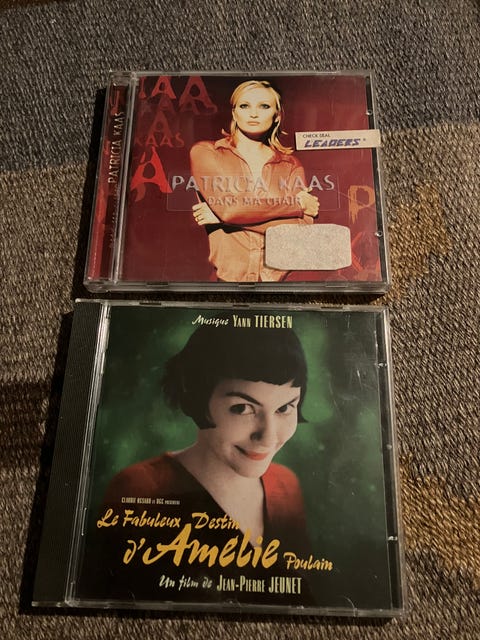 PATRICIA KAAS
KAAS
CHECK SEAL
LEADERS
PATRICIA KAAS
DANS MA CHAIR
Musique YANN TIERSEN
CLAUDIE OSSARD ET UGC PRÉSENTENT
Le Fabuleux Destin
d'Amélie Poulain
Un film de JEAN-PIERRE JEUNET